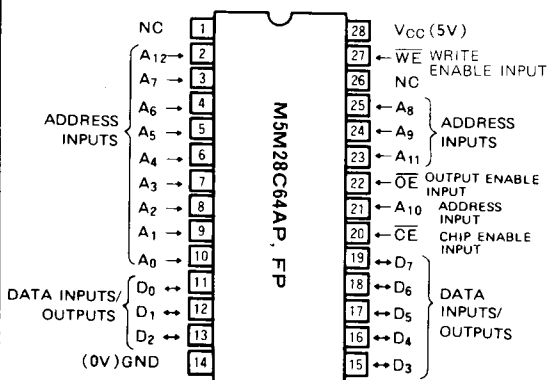 NC 1
A12 → 2
A7 → 3
A6 → 4
A5 → 5
A4 → 6
A3 → 7
A2 → 8
A1 → 9
A0 → 10
ADDRESS
INPUTS
D0 ↔ 11
D1 ↔ 12
D2 ↔ 13
DATA INPUTS/
OUTPUTS
(0V)GND 14
M5M28C64AP, FP
28 VCC (5V)
27 ← WE WRITE
ENABLE INPUT
26 NC
25 ← A8
24 ← A9
23 ← A11
ADDRESS
INPUTS
22 ← OE OUTPUT ENABLE
INPUT
21 ← A10 ADDRESS
INPUT
20 ← CE CHIP ENABLE
INPUT
19 ↔ D7
18 ↔ D6
17 ↔ D5
16 ↔ D4
15 ↔ D3
DATA
INPUTS/
OUTPUTS